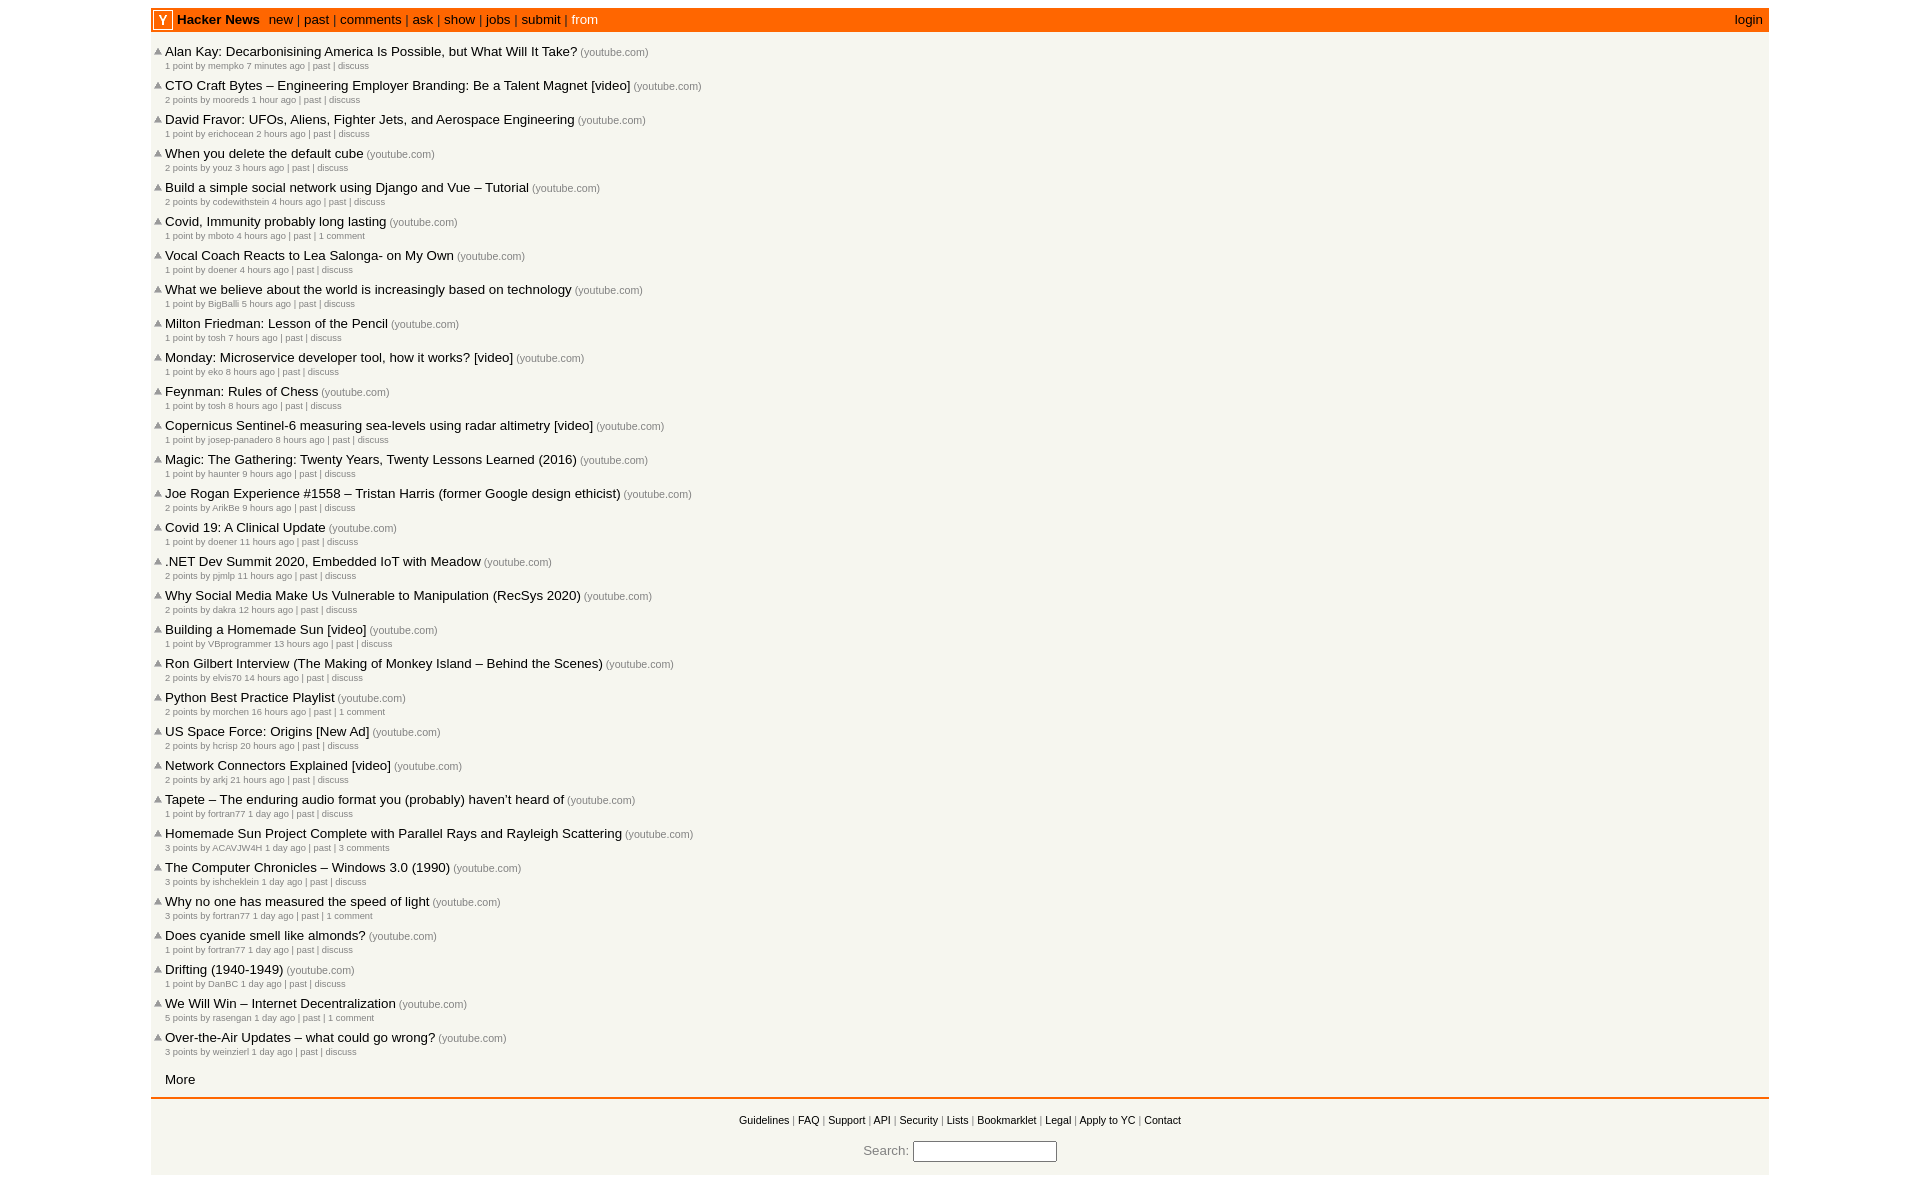 Y Hacker News new | past | comments | ask | show | jobs | submit | from login
Alan Kay: Decarbonisining America Is Possible, but What Will It Take? (youtube.com)
1 point by mempko 7 minutes ago | past | discuss
CTO Craft Bytes – Engineering Employer Branding: Be a Talent Magnet [video] (youtube.com)
2 points by mooreds 1 hour ago | past | discuss
David Fravor: UFOs, Aliens, Fighter Jets, and Aerospace Engineering (youtube.com)
1 point by erichocean 2 hours ago | past | discuss
When you delete the default cube (youtube.com)
2 points by youz 3 hours ago | past | discuss
Build a simple social network using Django and Vue – Tutorial (youtube.com)
2 points by codewithstein 4 hours ago | past | discuss
Covid, Immunity probably long lasting (youtube.com)
1 point by mboto 4 hours ago | past | 1 comment
Vocal Coach Reacts to Lea Salonga- on My Own (youtube.com)
1 point by doener 4 hours ago | past | discuss
What we believe about the world is increasingly based on technology (youtube.com)
1 point by BigBalli 5 hours ago | past | discuss
Milton Friedman: Lesson of the Pencil (youtube.com)
1 point by tosh 7 hours ago | past | discuss
Monday: Microservice developer tool, how it works? [video] (youtube.com)
1 point by eko 8 hours ago | past | discuss
Feynman: Rules of Chess (youtube.com)
1 point by tosh 8 hours ago | past | discuss
Copernicus Sentinel-6 measuring sea-levels using radar altimetry [video] (youtube.com)
1 point by josep-panadero 8 hours ago | past | discuss
Magic: The Gathering: Twenty Years, Twenty Lessons Learned (2016) (youtube.com)
1 point by haunter 9 hours ago | past | discuss
Joe Rogan Experience #1558 – Tristan Harris (former Google design ethicist) (youtube.com)
2 points by ArikBe 9 hours ago | past | discuss
Covid 19: A Clinical Update (youtube.com)
1 point by doener 11 hours ago | past | discuss
.NET Dev Summit 2020, Embedded IoT with Meadow (youtube.com)
2 points by pjmlp 11 hours ago | past | discuss
Why Social Media Make Us Vulnerable to Manipulation (RecSys 2020) (youtube.com)
2 points by dakra 12 hours ago | past | discuss
Building a Homemade Sun [video] (youtube.com)
1 point by VBprogrammer 13 hours ago | past | discuss
Ron Gilbert Interview (The Making of Monkey Island – Behind the Scenes) (youtube.com)
2 points by elvis70 14 hours ago | past | discuss
Python Best Practice Playlist (youtube.com)
2 points by morchen 16 hours ago | past | 1 comment
US Space Force: Origins [New Ad] (youtube.com)
2 points by hcrisp 20 hours ago | past | discuss
Network Connectors Explained [video] (youtube.com)
2 points by arkj 21 hours ago | past | discuss
Tapete – The enduring audio format you (probably) haven't heard of (youtube.com)
1 point by fortran77 1 day ago | past | discuss
Homemade Sun Project Complete with Parallel Rays and Rayleigh Scattering (youtube.com)
3 points by ACAVJW4H 1 day ago | past | 3 comments
The Computer Chronicles – Windows 3.0 (1990) (youtube.com)
3 points by ishcheklein 1 day ago | past | discuss
Why no one has measured the speed of light (youtube.com)
3 points by fortran77 1 day ago | past | 1 comment
Does cyanide smell like almonds? (youtube.com)
1 point by fortran77 1 day ago | past | discuss
Drifting (1940-1949) (youtube.com)
1 point by DanBC 1 day ago | past | discuss
We Will Win – Internet Decentralization (youtube.com)
5 points by rasengan 1 day ago | past | 1 comment
Over-the-Air Updates – what could go wrong? (youtube.com)
3 points by weinzierl 1 day ago | past | discuss
More
Guidelines | FAQ | Support | API | Security | Lists | Bookmarklet | Legal | Apply to YC | Contact
Search: